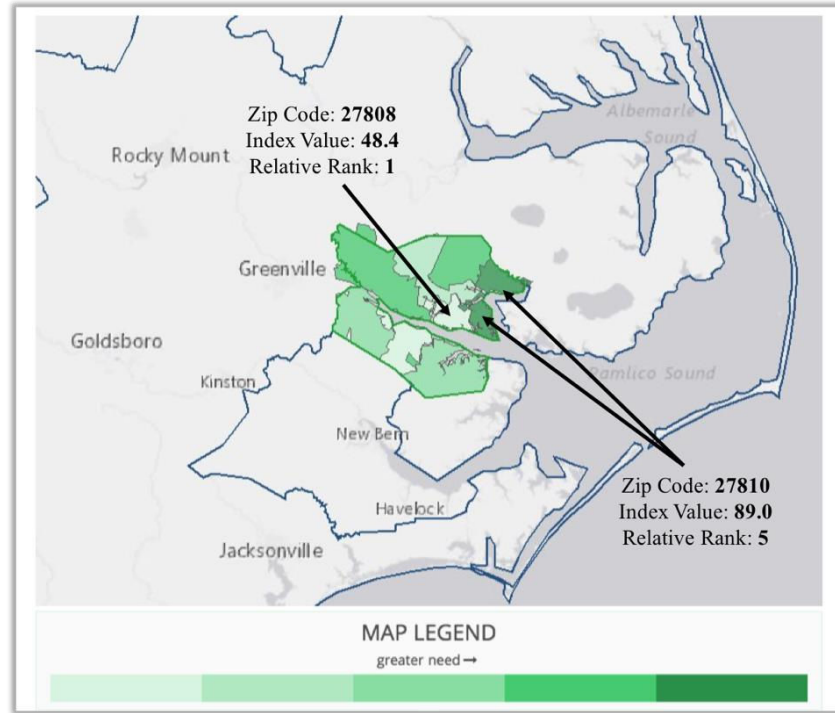 Zip Code: 27808
Index Value: 48.4
Relative Rank: 1
Albemarle
Sound
Rocky Mount
Greenville
Goldsboro
Kinston
Pamlico Sound
New Bern
Zip Code: 27810
Index Value: 89.0
Relative Rank: 5
Havelock
Jacksonville
MAP LEGEND
greater need →